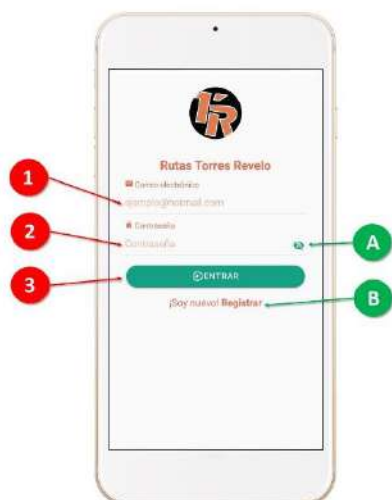 Rutas Torres Revelo
Correo electrónico
1
ejemplo@hotmail.com
Contraseña
2
Contraseña
A
3
ENTRAR
¡Soy nuevo! Registrar
B